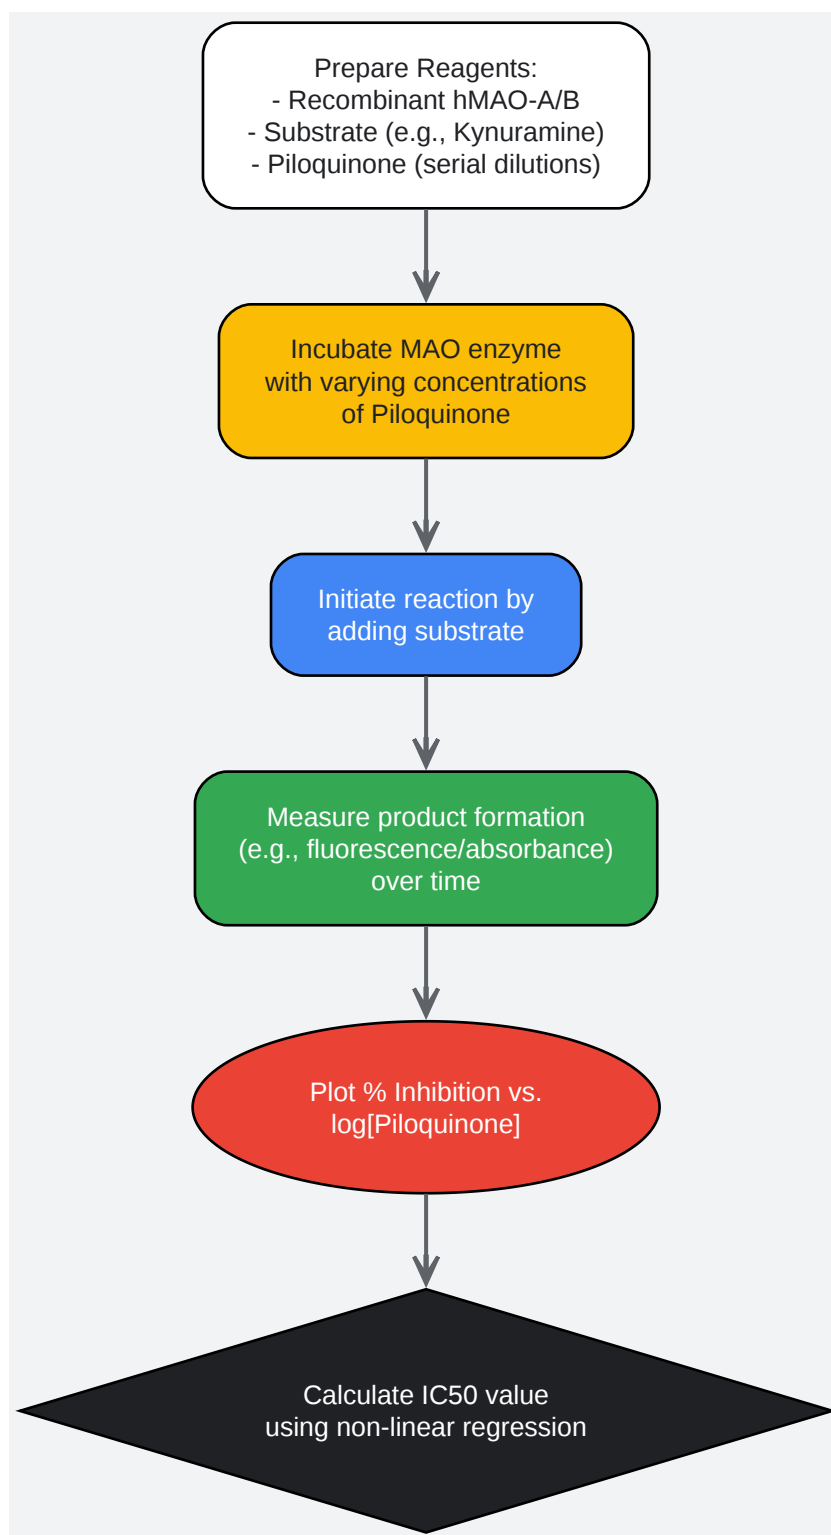 Prepare Reagents:
- Recombinant hMAO-A/B
- Substrate (e.g., Kynuramine)
- Piloquinone (serial dilutions)
Incubate MAO enzyme
with varying concentrations
of Piloquinone
Initiate reaction by
adding substrate
Measure product formation
(e.g., fluorescence/absorbance)
over time
Plot % Inhibition vs.
log[Piloquinone]
Calculate IC50 value
using non-linear regression